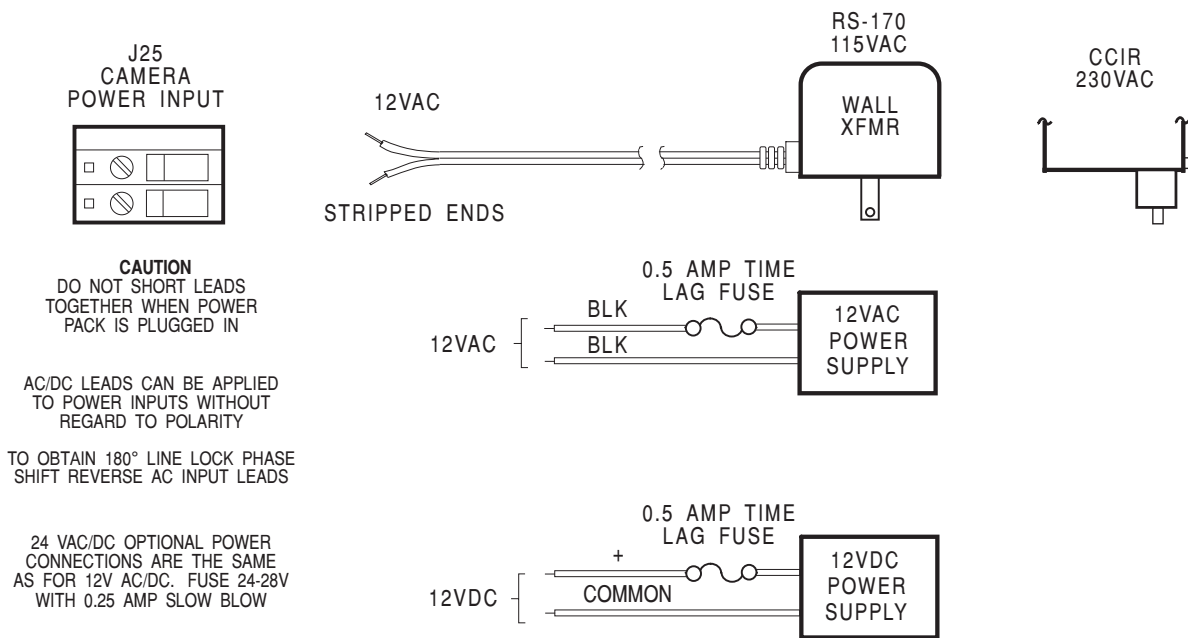 J25
CAMERA
POWER INPUT
12VAC
STRIPPED ENDS
RS-170
115VAC
WALL
XFMR
CCIR
230VAC
CAUTION
DO NOT SHORT LEADS
TOGETHER WHEN POWER
PACK IS PLUGGED IN
AC/DC LEADS CAN BE APPLIED
TO POWER INPUTS WITHOUT
REGARD TO POLARITY
TO OBTAIN 180° LINE LOCK PHASE
SHIFT REVERSE AC INPUT LEADS
24 VAC/DC OPTIONAL POWER
CONNECTIONS ARE THE SAME
AS FOR 12V AC/DC. FUSE 24-28V
WITH 0.25 AMP SLOW BLOW
0.5 AMP TIME
LAG FUSE
12VAC
BLK
BLK
12VAC
POWER
SUPPLY
0.5 AMP TIME
LAG FUSE
12VDC
+
COMMON
12VDC
POWER
SUPPLY